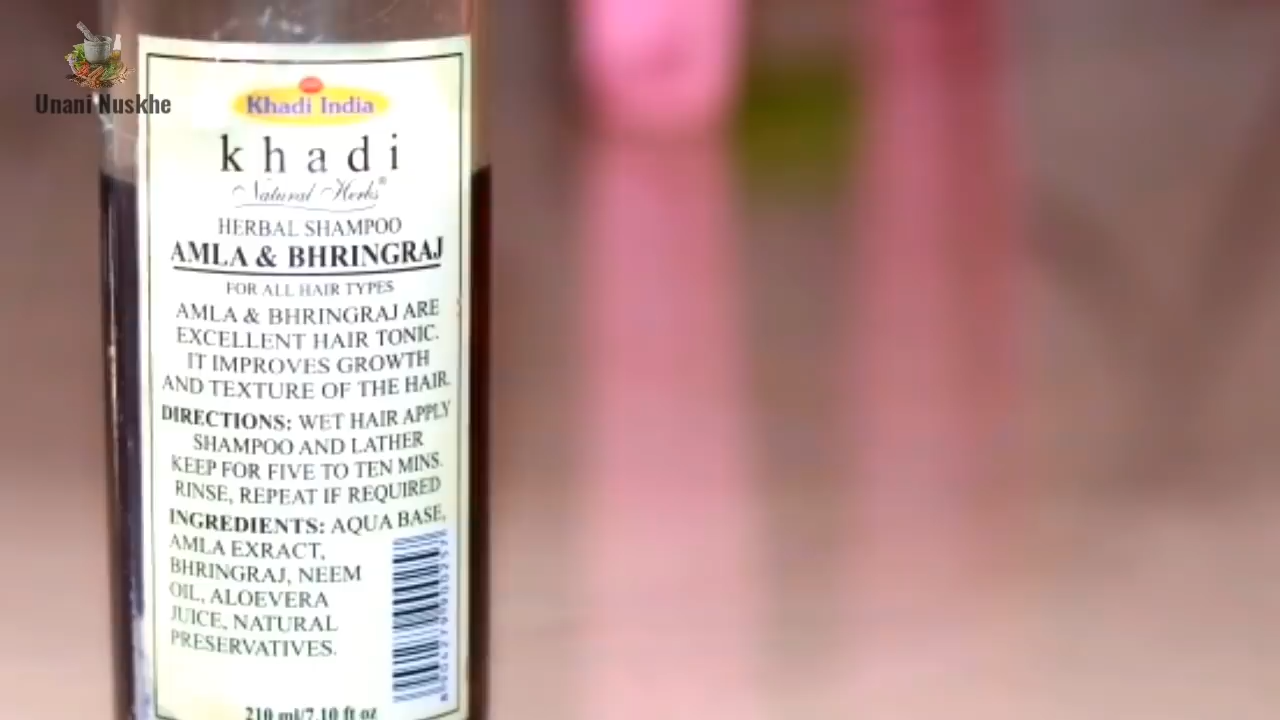 Unani Nuskhe
Khadi India
khadi
Natural Herbs®
HERBAL SHAMPOO
AMLA & BHRINGRAJ
FOR ALL HAIR TYPES
AMLA & BHRINGRAJ ARE
EXCELLENT HAIR TONIC.
IT IMPROVES GROWTH
AND TEXTURE OF THE HAIR.
DIRECTIONS: WET HAIR APPLY
SHAMPOO AND LATHER
KEEP FOR FIVE TO TEN MINS.
RINSE, REPEAT IF REQUIRED
INGREDIENTS: AQUA BASE,
AMLA EXRACT,
BHRINGRAJ, NEEM
OIL, ALOEVERA
JUICE, NATURAL
PRESERVATIVES.
210 ml/7.10 ft oz